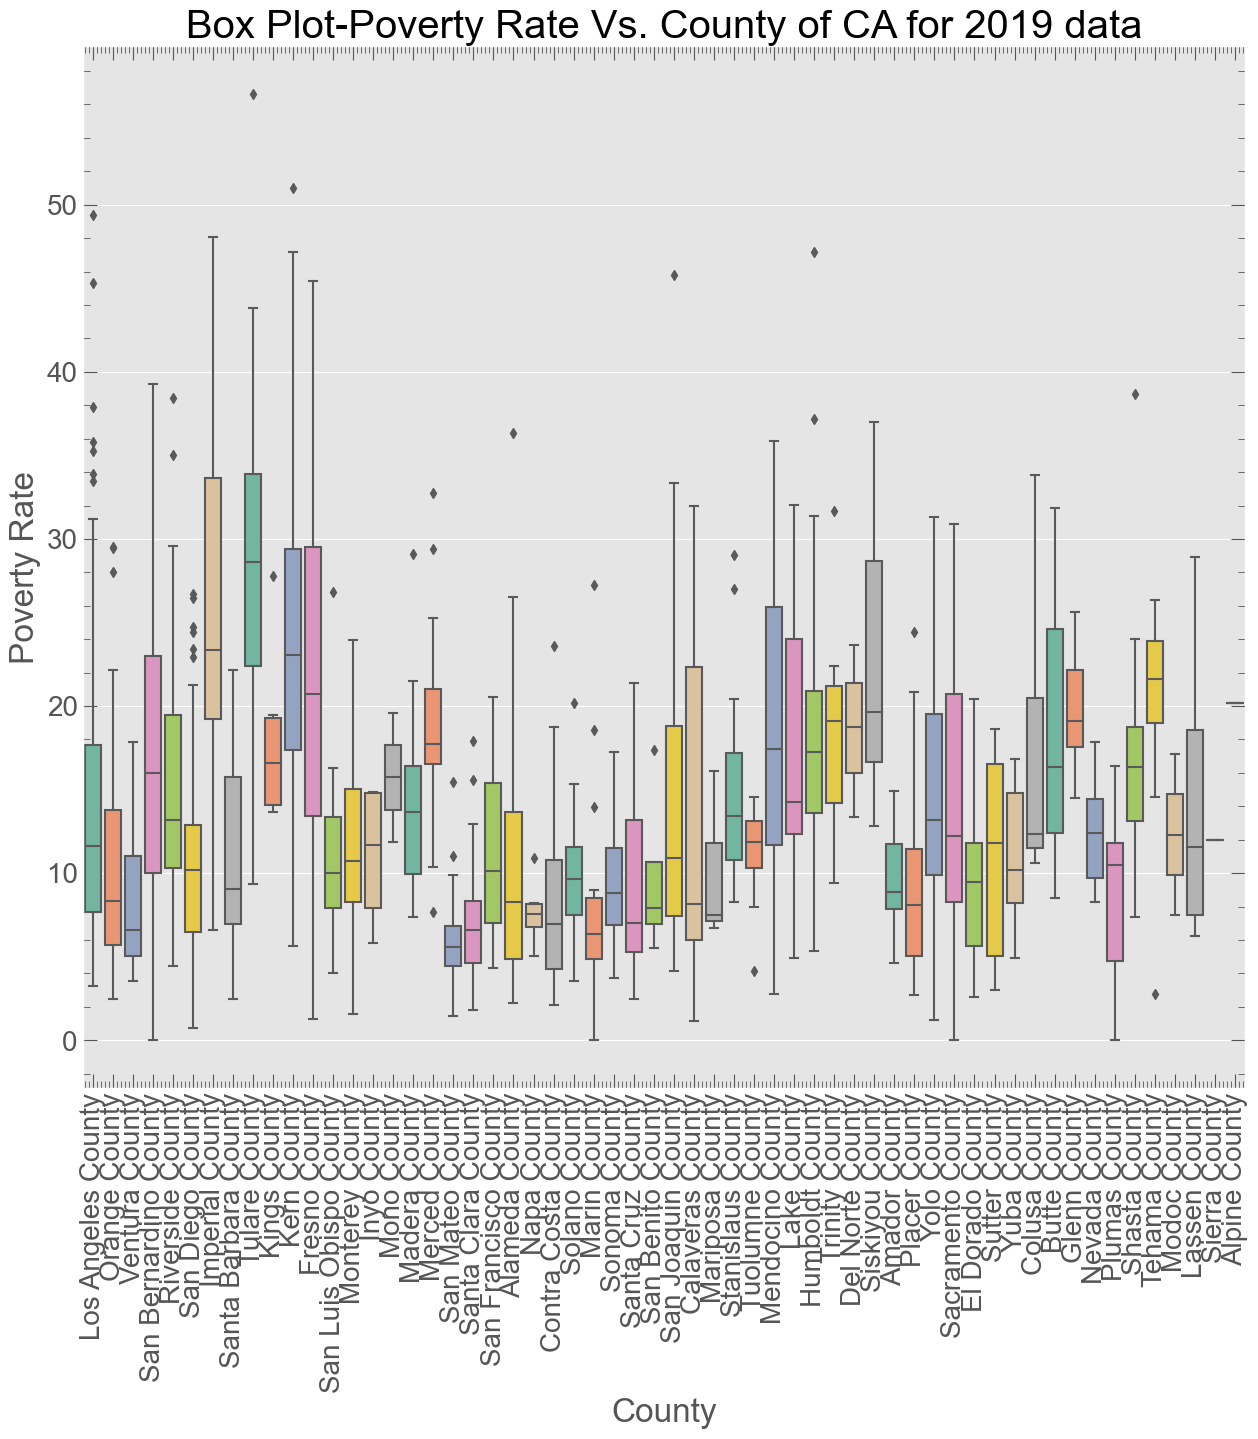 Box Plot-Poverty Rate Vs. County of CA for 2019 data
Poverty Rate
50
40
30
20
10
0
Los Angeles County
Orange County
Ventura County
San Bernardino County
Riverside County
San Diego County
Imperial County
Santa Barbara County
Tulare County
Kings County
Kern County
Fresno County
San Luis Obispo County
Monterey County
Inyo County
Mono County
Madera County
Merced County
San Mateo County
Santa Clara County
San Francisco County
Alameda County
Napa County
Contra Costa County
Solano County
Marin County
Sonoma County
Santa Cruz County
San Benito County
San Joaquin County
Calaveras County
Mariposa County
Stanislaus County
Tuolumne County
Mendocino County
Lake County
Humboldt County
Trinity County
Del Norte County
Siskiyou County
Amador County
Placer County
Yolo County
Sacramento County
El Dorado County
Sutter County
Yuba County
Colusa County
Butte County
Glenn County
Nevada County
Plumas County
Shasta County
Tehama County
Modoc County
Lassen County
Sierra County
Alpine County
County